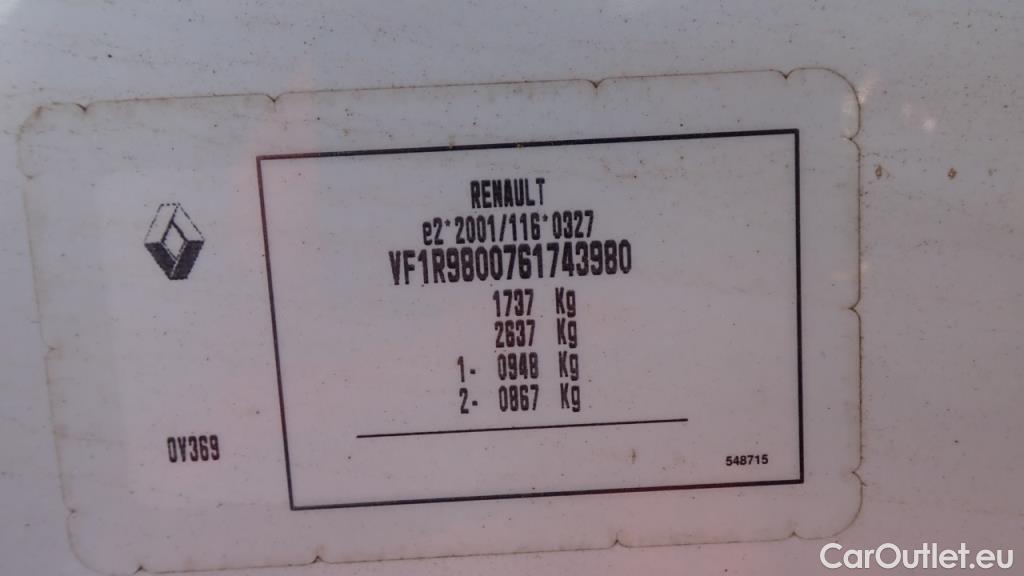 RENAULT
e2*2001/116*0327
VF1R9800761743980
1737 Kg
2637 Kg
1- 0948 Kg
2- 0867 Kg
0V369
548715
CarOutlet.eu